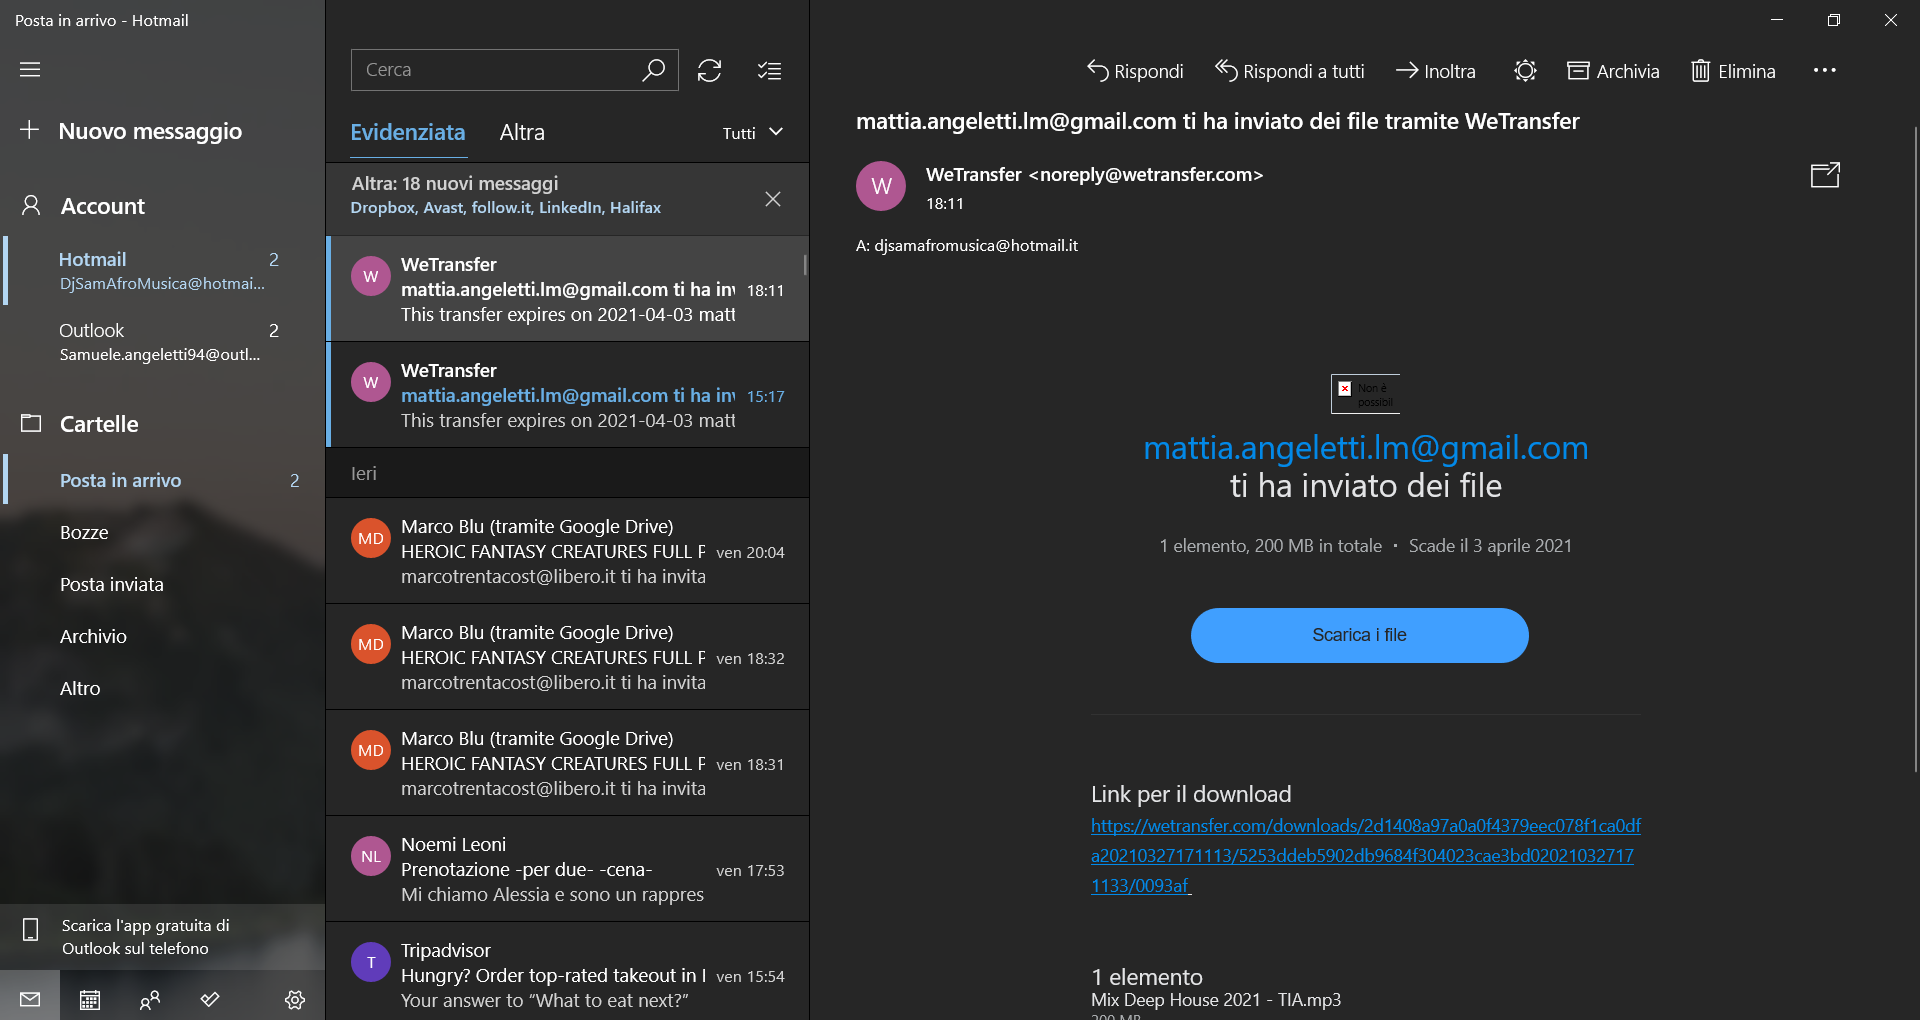 Posta in arrivo - Hotmail
Nuovo messaggio
Account
Hotmail 2
DjSamAfroMusica@hotmai...
Outlook 2
Samuele.angeletti94@outl...
Cartelle
Posta in arrivo 2
Bozze
Posta inviata
Archivio
Altro
Scarica l'app gratuita di
Outlook sul telefono
Cerca
Evidenziata Altra Tutti
Altra: 18 nuovi messaggi
Dropbox, Avast, follow.it, LinkedIn, Halifax
W
WeTransfer
mattia.angeletti.lm@gmail.com ti ha inv 18:11
This transfer expires on 2021-04-03 matt
W
WeTransfer
mattia.angeletti.lm@gmail.com ti ha inv 15:17
This transfer expires on 2021-04-03 matt
Ieri
MD
Marco Blu (tramite Google Drive)
HEROIC FANTASY CREATURES FULL P ven 20:04
marcotrentacost@libero.it ti ha invita
MD
Marco Blu (tramite Google Drive)
HEROIC FANTASY CREATURES FULL P ven 18:32
marcotrentacost@libero.it ti ha invita
MD
Marco Blu (tramite Google Drive)
HEROIC FANTASY CREATURES FULL P ven 18:31
marcotrentacost@libero.it ti ha invita
NL
Noemi Leoni
Prenotazione -per due- -cena- ven 17:53
Mi chiamo Alessia e sono un rappres
T
Tripadvisor
Hungry? Order top-rated takeout in ven 15:54
Your answer to “What to eat next?”
Rispondi Rispondi a tutti Inoltra Archivia Elimina
mattia.angeletti.lm@gmail.com ti ha inviato dei file tramite WeTransfer
W
WeTransfer <noreply@wetransfer.com>
18:11
A: djsamafromusica@hotmail.it
Non è
possibil
mattia.angeletti.lm@gmail.com
ti ha inviato dei file
1 elemento, 200 MB in totale · Scade il 3 aprile 2021
Scarica i file
Link per il download
https://wetransfer.com/downloads/2d1408a97a0a0f4379eec078f1ca0df
a20210327171113/5253ddeb5902db9684f304023cae3bd02021032717
1133/0093af
1 elemento
Mix Deep House 2021 - TIA.mp3
200 MB